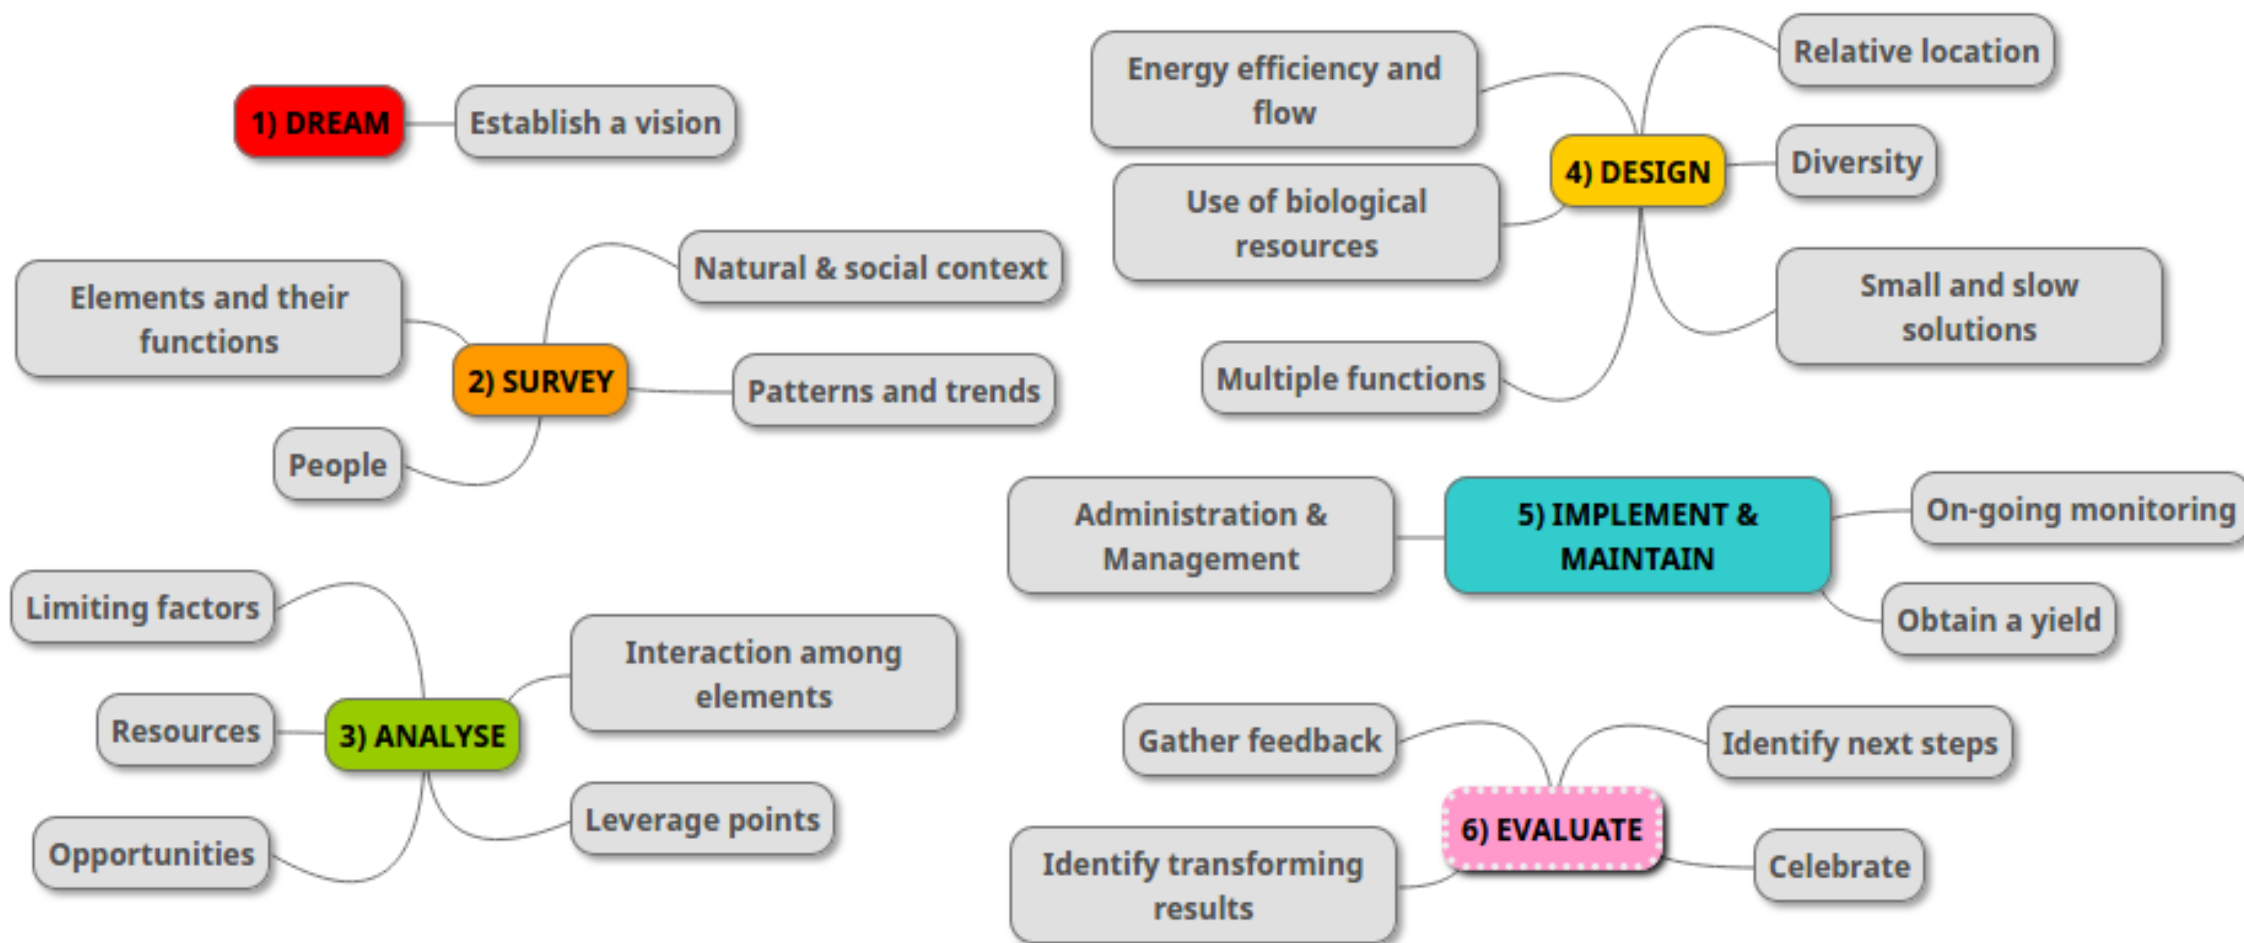 1) DREAM
Establish a vision
2) SURVEY
Elements and their
functions
People
Natural & social context
Patterns and trends
3) ANALYSE
Limiting factors
Resources
Opportunities
Interaction among
elements
Leverage points
4) DESIGN
Energy efficiency and
flow
Use of biological
resources
Multiple functions
Relative location
Diversity
Small and slow
solutions
5) IMPLEMENT &
MAINTAIN
Administration &
Management
On-going monitoring
Obtain a yield
6) EVALUATE
Gather feedback
Identify transforming
results
Identify next steps
Celebrate